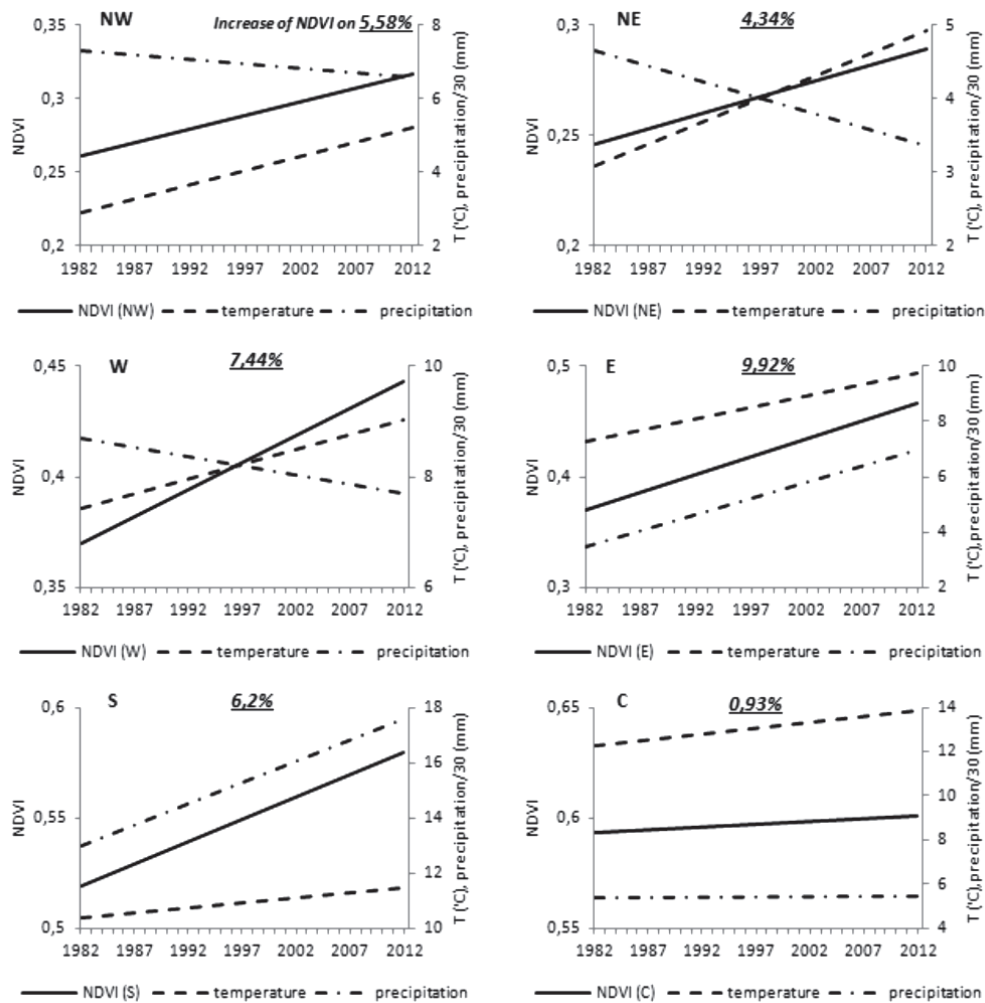 NW
Increase of NDVI on 5,58%
NDVI
0,35
0,3
0,25
0,2
8
6
4
2
T (°C), precipitation/30 (mm)
1982 1987 1992 1997 2002 2007 2012
NDVI (NW) temperature precipitation
NE
4,34%
NDVI
0,3
0,25
0,2
5
4
3
2
T (°C), precipitation/30 (mm)
1982 1987 1992 1997 2002 2007 2012
NDVI (NE) temperature precipitation
W
7,44%
NDVI
0,45
0,4
0,35
10
8
6
T (°C), precipitation/30 (mm)
1982 1987 1992 1997 2002 2007 2012
NDVI (W) temperature precipitation
E
9,92%
NDVI
0,5
0,4
0,3
10
8
6
4
2
T (°C),precipitation/30 (mm)
1982 1987 1992 1997 2002 2007 2012
NDVI (E) temperature precipitation
S
6,2%
NDVI
0,6
0,55
0,5
18
16
14
12
10
T (°C), precipitation/30 (mm)
1982 1987 1992 1997 2002 2007 2012
NDVI (S) temperature precipitation
C
0,93%
NDVI
0,65
0,6
0,55
14
12
10
8
6
4
T (°C),precipitation/30 (mm)
1982 1987 1992 1997 2002 2007 2012
NDVI (C) temperature precipitation